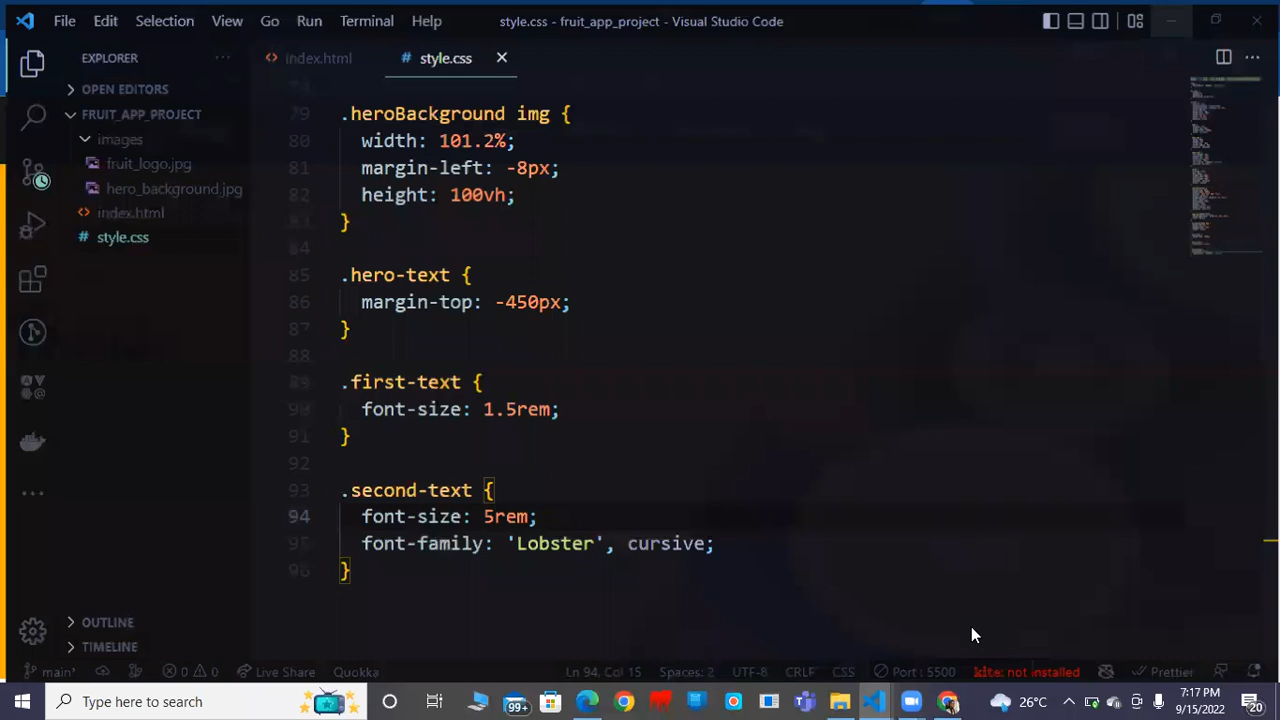 File Edit Selection View Go Run Terminal Help
style.css - fruit_app_project - Visual Studio Code
EXPLORER
index.html
style.css
OPEN EDITORS
FRUIT_APP_PROJECT
images
fruit_logo.jpg
hero_background.jpg
index.html
style.css
79 .heroBackground img {
80 width: 101.2%;
81 margin-left: -8px;
82 height: 100vh;
83 }
84
85 .hero-text {
86 margin-top: -450px;
87 }
88
89 .first-text {
90 font-size: 1.5rem;
91 }
92
93 .second-text {
94 font-size: 5rem;
95 font-family: 'Lobster', cursive;
96 }
OUTLINE
TIMELINE
main* 0 0 Live Share Quokka Ln 94, Col 15 Spaces: 2 UTF-8 CRLF CSS Port : 5500 kite: not installed Prettier
Type here to search
99+
26°C
7:17 PM
9/15/2022
20